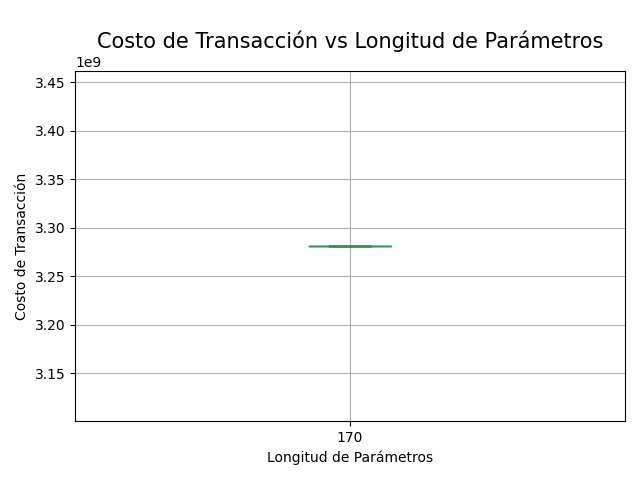 Costo de Transacción vs Longitud de Parámetros
1e9
3.45
3.40
3.35
3.30
3.25
3.20
3.15
Costo de Transacción
170
Longitud de Parámetros